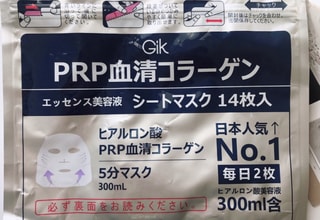 Gik
PRP血清コラーゲン
エッセンス美容液 シートマスク 14枚入
ヒアルロン酸
PRP血清コラーゲン
5分マスク
300mL
日本人気↑
No.1
毎日2枚
ヒアルロン酸美容液
300ml含
必ず裏面をお読みください。